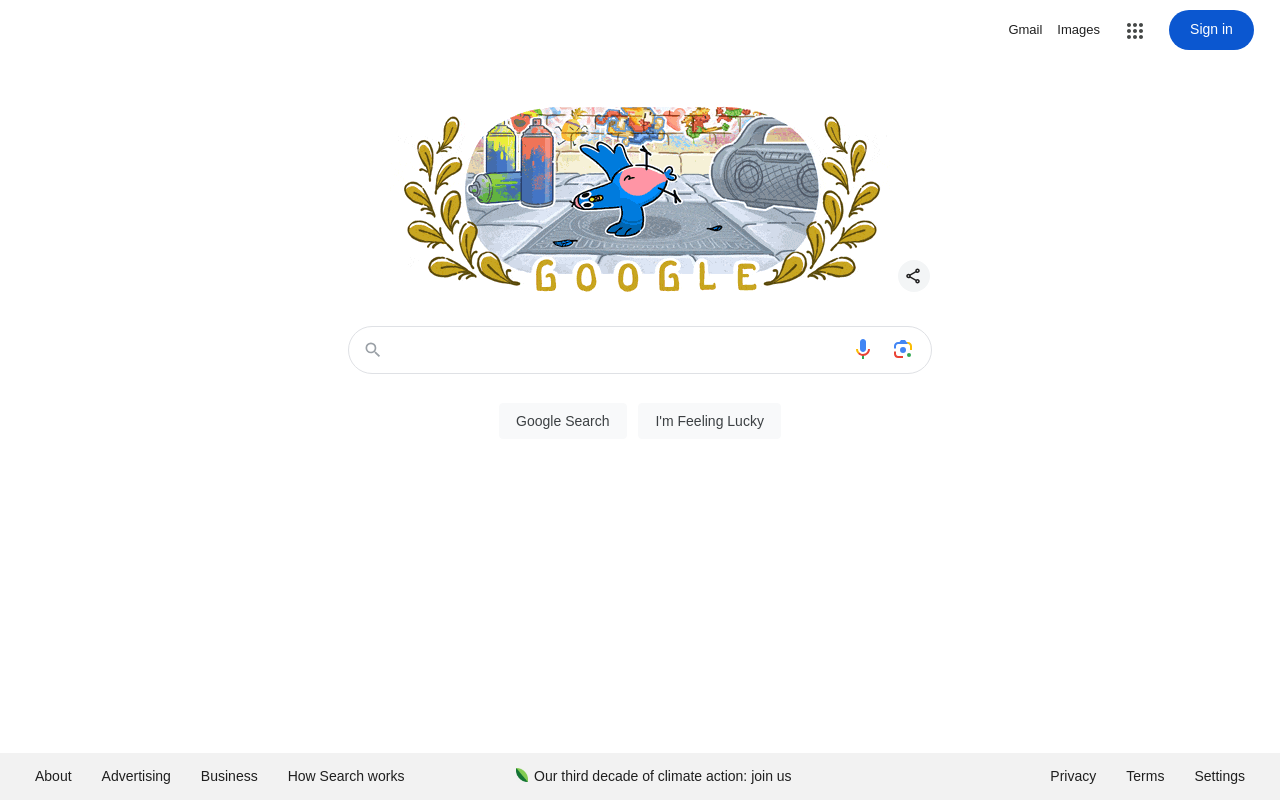 Gmail Images Sign in
GOOGLE
Google Search I'm Feeling Lucky
About Advertising Business How Search works Our third decade of climate action: join us Privacy Terms Settings